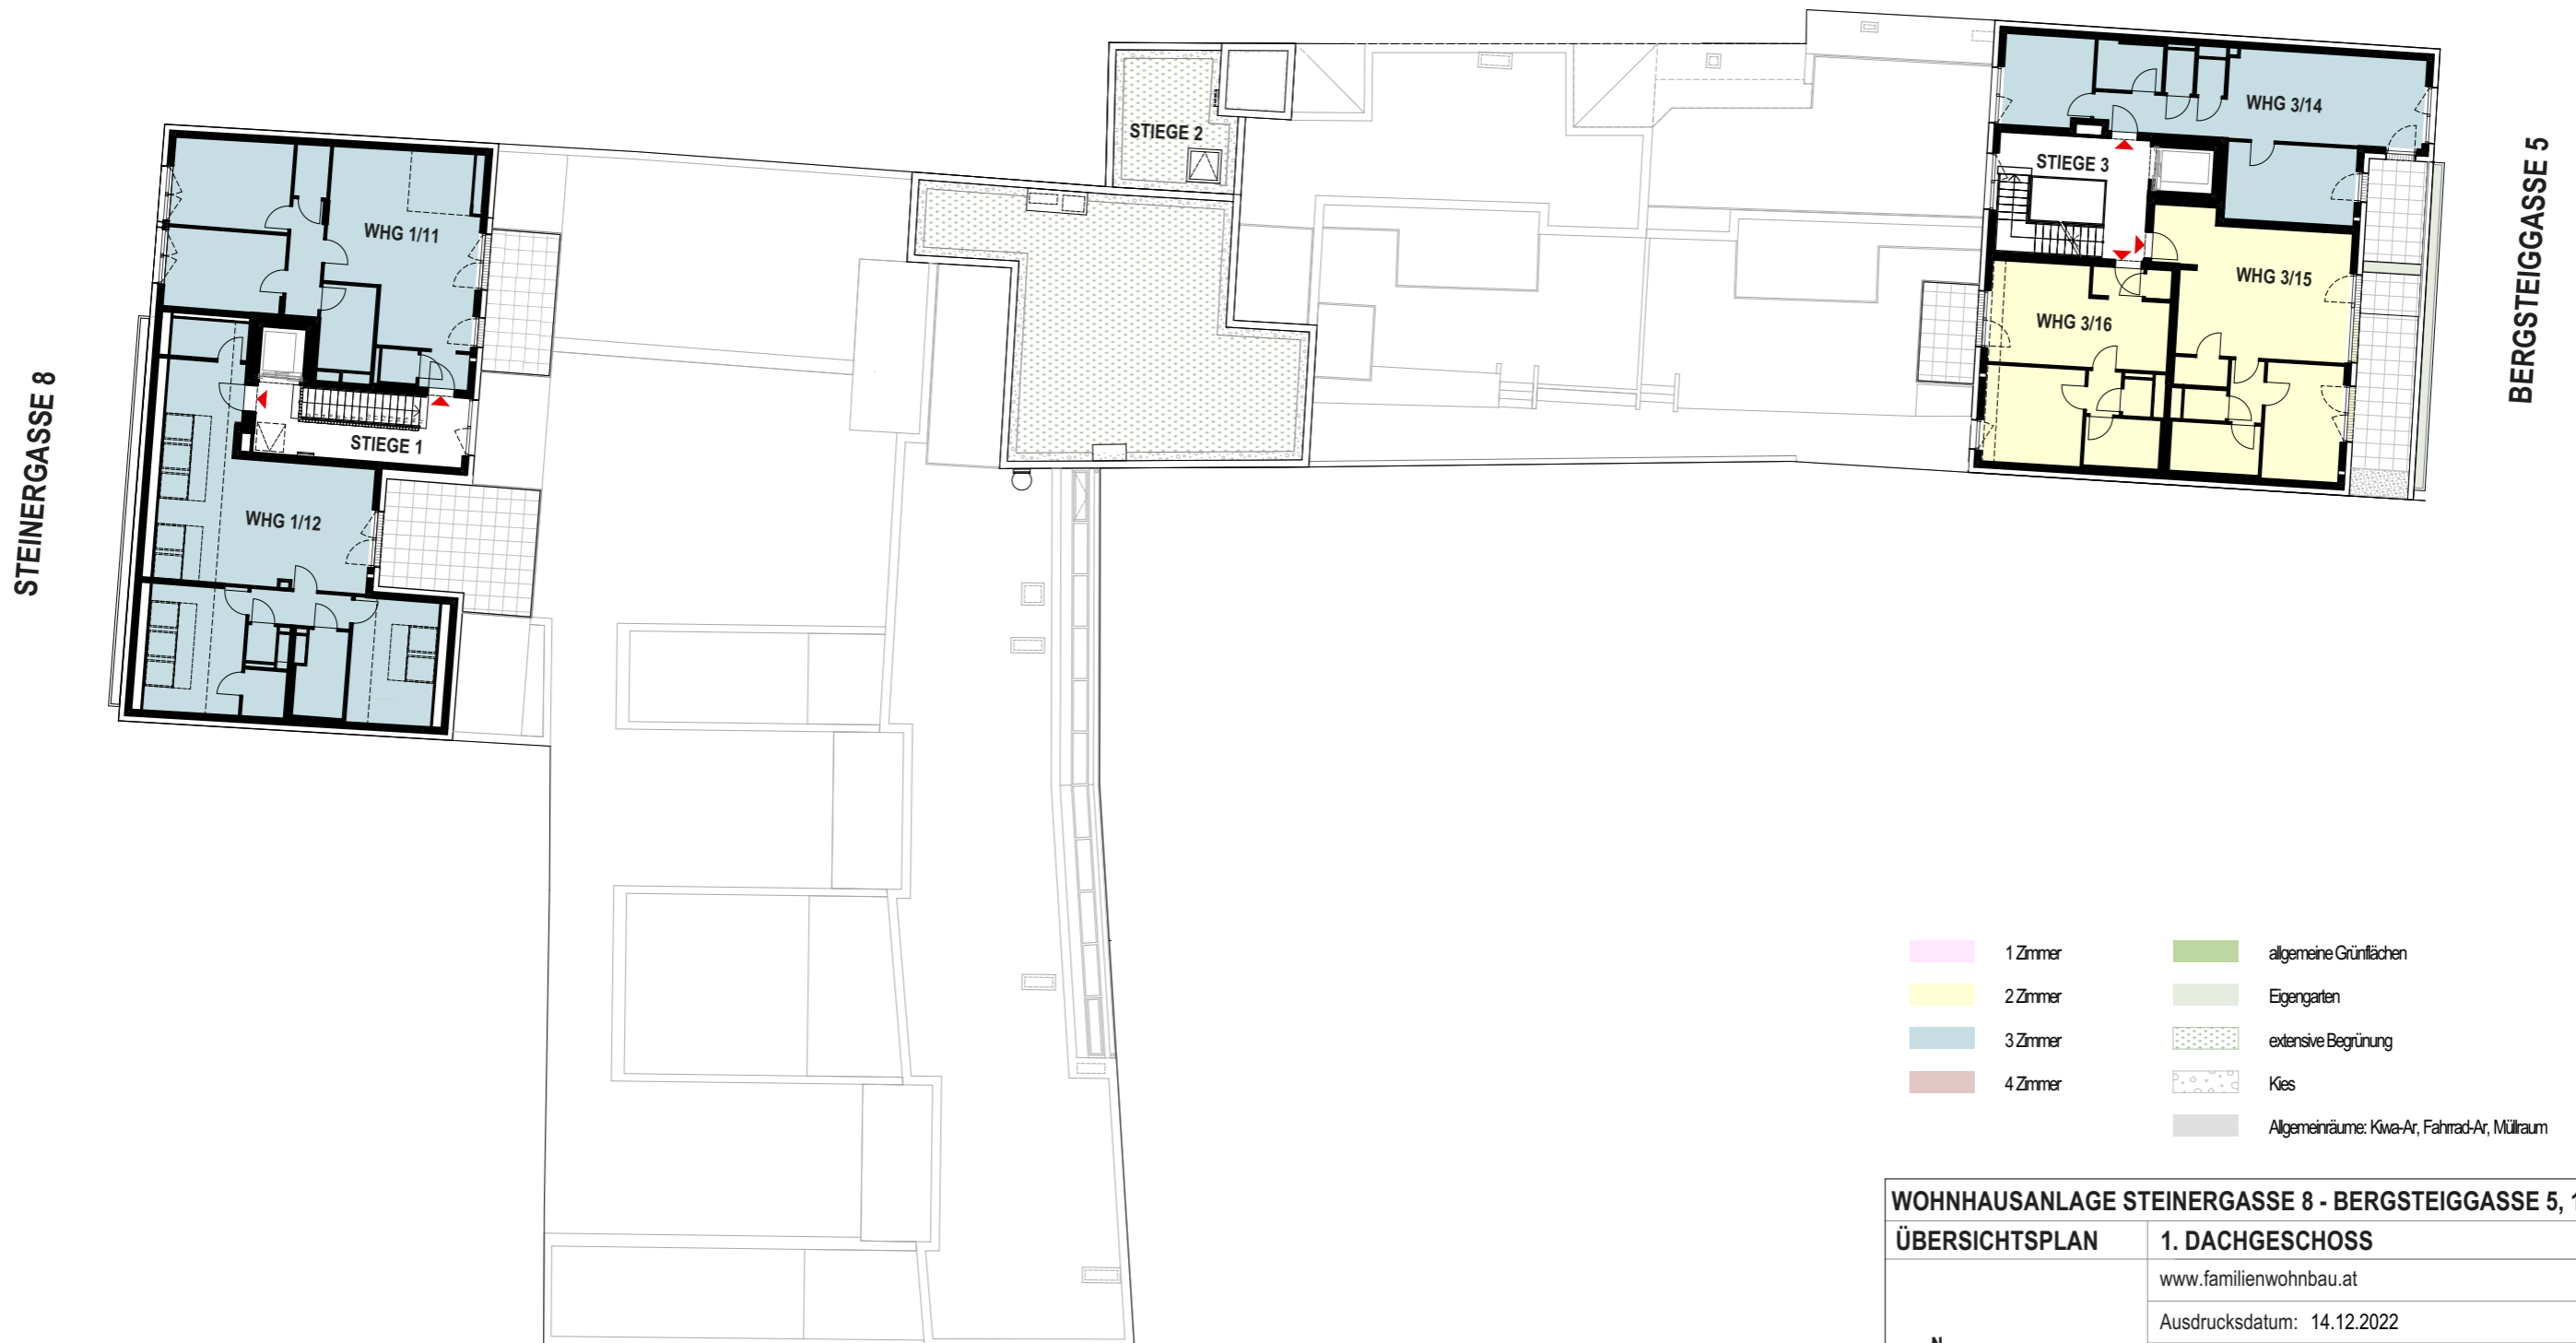 STEINERGASSE 8
WHG 1/11
STIEGE 1
WHG 1/12
STIEGE 2
WHG 3/14
STIEGE 3
WHG 3/15
WHG 3/16
BERGSTEIGGASSE 5
1 Zimmer
2 Zimmer
3 Zimmer
4 Zimmer
allgemeine Grünflächen
Eigengarten
extensive Begrünung
Kies
Allgemeinräume: Kiwa-Ar, Fahrrad-Ar, Müllraum
WOHNHAUSANLAGE STEINERGASSE 8 - BERGSTEIGGASSE 5, 1
ÜBERSICHTSPLAN
1. DACHGESCHOSS
www.familienwohnbau.at
Ausdrucksdatum: 14.12.2022
N